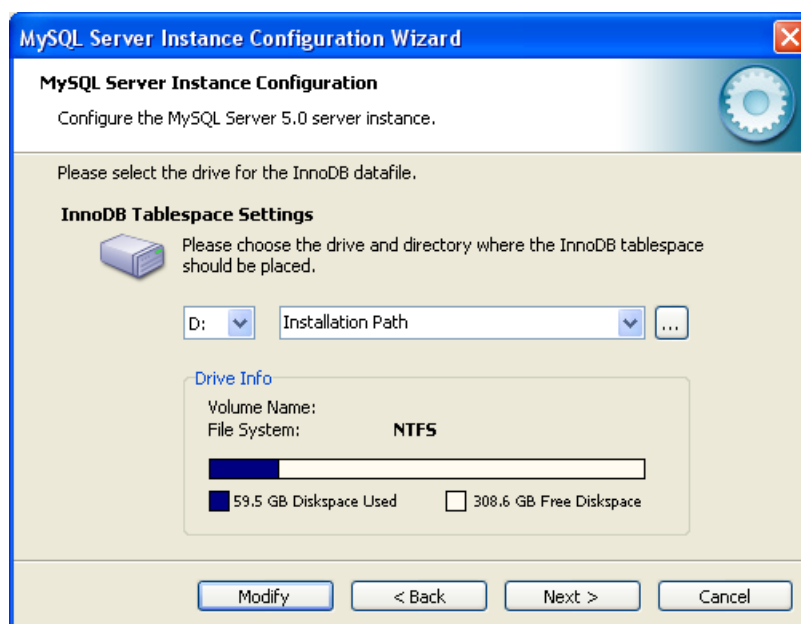 MySQL Server Instance Configuration Wizard
MySQL Server Instance Configuration
Configure the MySQL Server 5.0 server instance.
Please select the drive for the InnoDB datafile.
InnoDB Tablespace Settings
Please choose the drive and directory where the InnoDB tablespace
should be placed.
D: Installation Path ...
Drive Info
Volume Name:
File System: NTFS
59.5 GB Diskspace Used 308.6 GB Free Diskspace
Modify < Back Next > Cancel